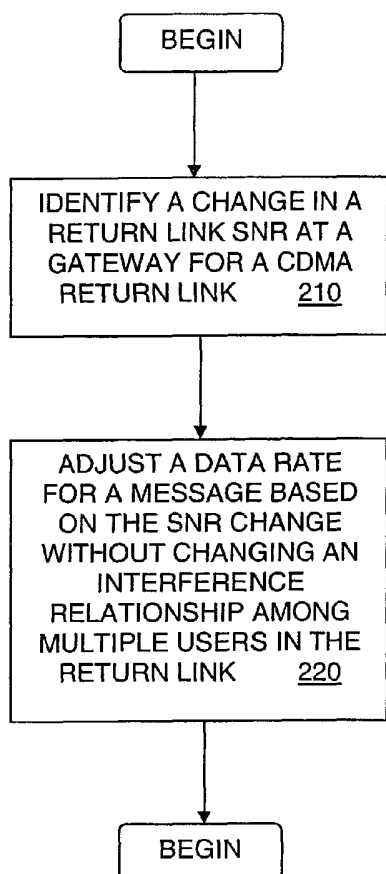 BEGIN
IDENTIFY A CHANGE IN A
RETURN LINK SNR AT A
GATEWAY FOR A CDMA
RETURN LINK 210
ADJUST A DATA RATE
FOR A MESSAGE BASED
ON THE SNR CHANGE
WITHOUT CHANGING AN
INTERFERENCE
RELATIONSHIP AMONG
MULTIPLE USERS IN THE
RETURN LINK 220
BEGIN